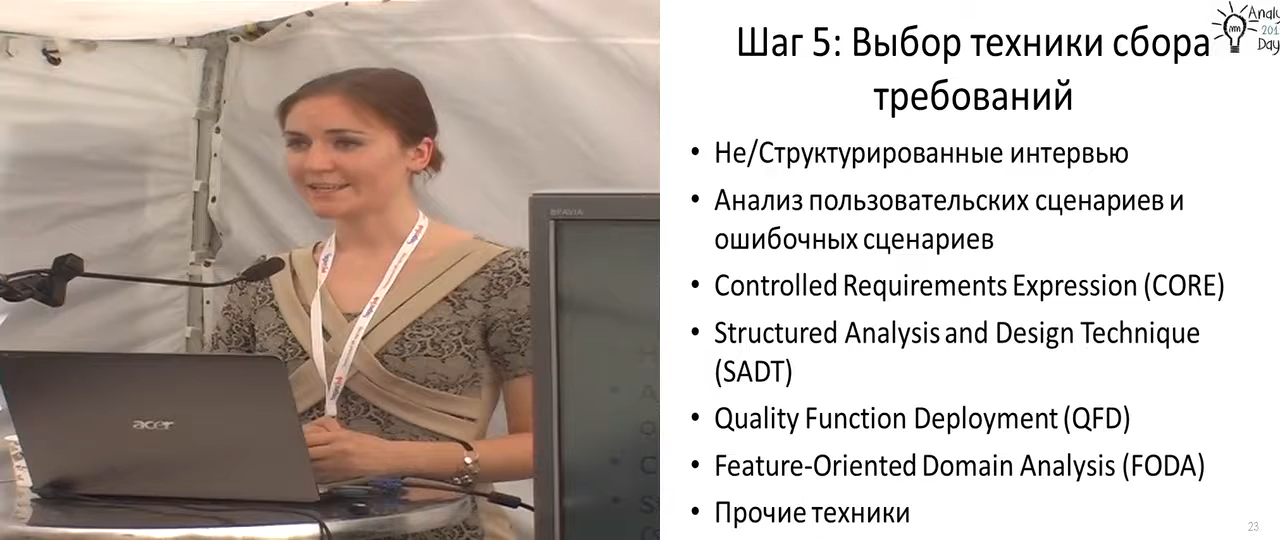 acer
BRAVIA
Шаг 5: Выбор техники сбора
требований
• Не/Структурированные интервью
• Анализ пользовательских сценариев и
ошибочных сценариев
• Controlled Requirements Expression (CORE)
• Structured Analysis and Design Technique
(SADT)
• Quality Function Deployment (QFD)
• Feature-Oriented Domain Analysis (FODA)
• Прочие техники
23